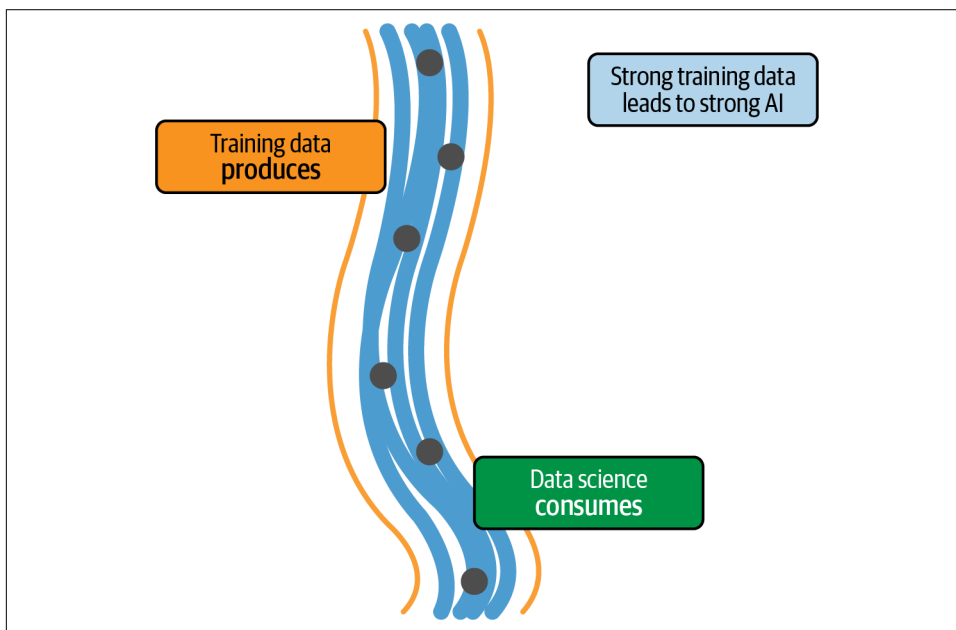 Strong training data
leads to strong AI
Training data
produces
Data science
consumes